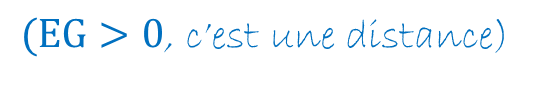 (EG > 0, c'est une distance)